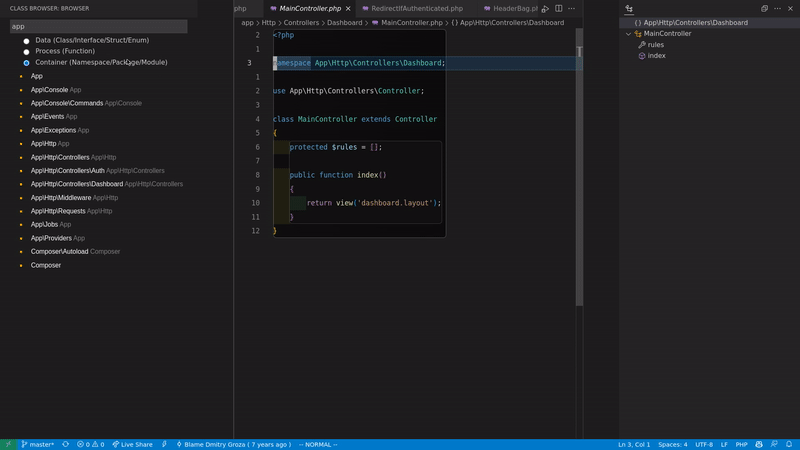 CLASS BROWSER: BROWSER
app
Data (Class/Interface/Struct/Enum)
Process (Function)
Container (Namespace/Package/Module)
App
App\Console App
App\Console\Commands App\Console
App\Events App
App\Exceptions App
App\Http App
App\Http\Controllers App\Http
App\Http\Controllers\Auth App\Http\Controllers
App\Http\Controllers\Dashboard App\Http\Controllers
App\Http\Middleware App\Http
App\Http\Requests App\Http
App\Jobs App
App\Providers App
Composer\Autoload Composer
Composer
php MainController.php RedirectIfAuthenticated.php HeaderBag.p
app > Http > Controllers > Dashboard > MainController.php > {} App\Http\Controllers\Dashboard
2 <?php
1
3 namespace App\Http\Controllers\Dashboard;
1
2 use App\Http\Controllers\Controller;
3
4 class MainController extends Controller
5 {
6 protected $rules = [];
7
8 public function index()
9 {
10 return view('dashboard.layout');
11 }
12 }
{} App\Http\Controllers\Dashboard
MainController
rules
index
master* 0 0 Live Share Blame Dmitry Groza ( 7 years ago ) -- NORMAL -- Ln 3, Col 1 Spaces: 4 UTF-8 LF PHP